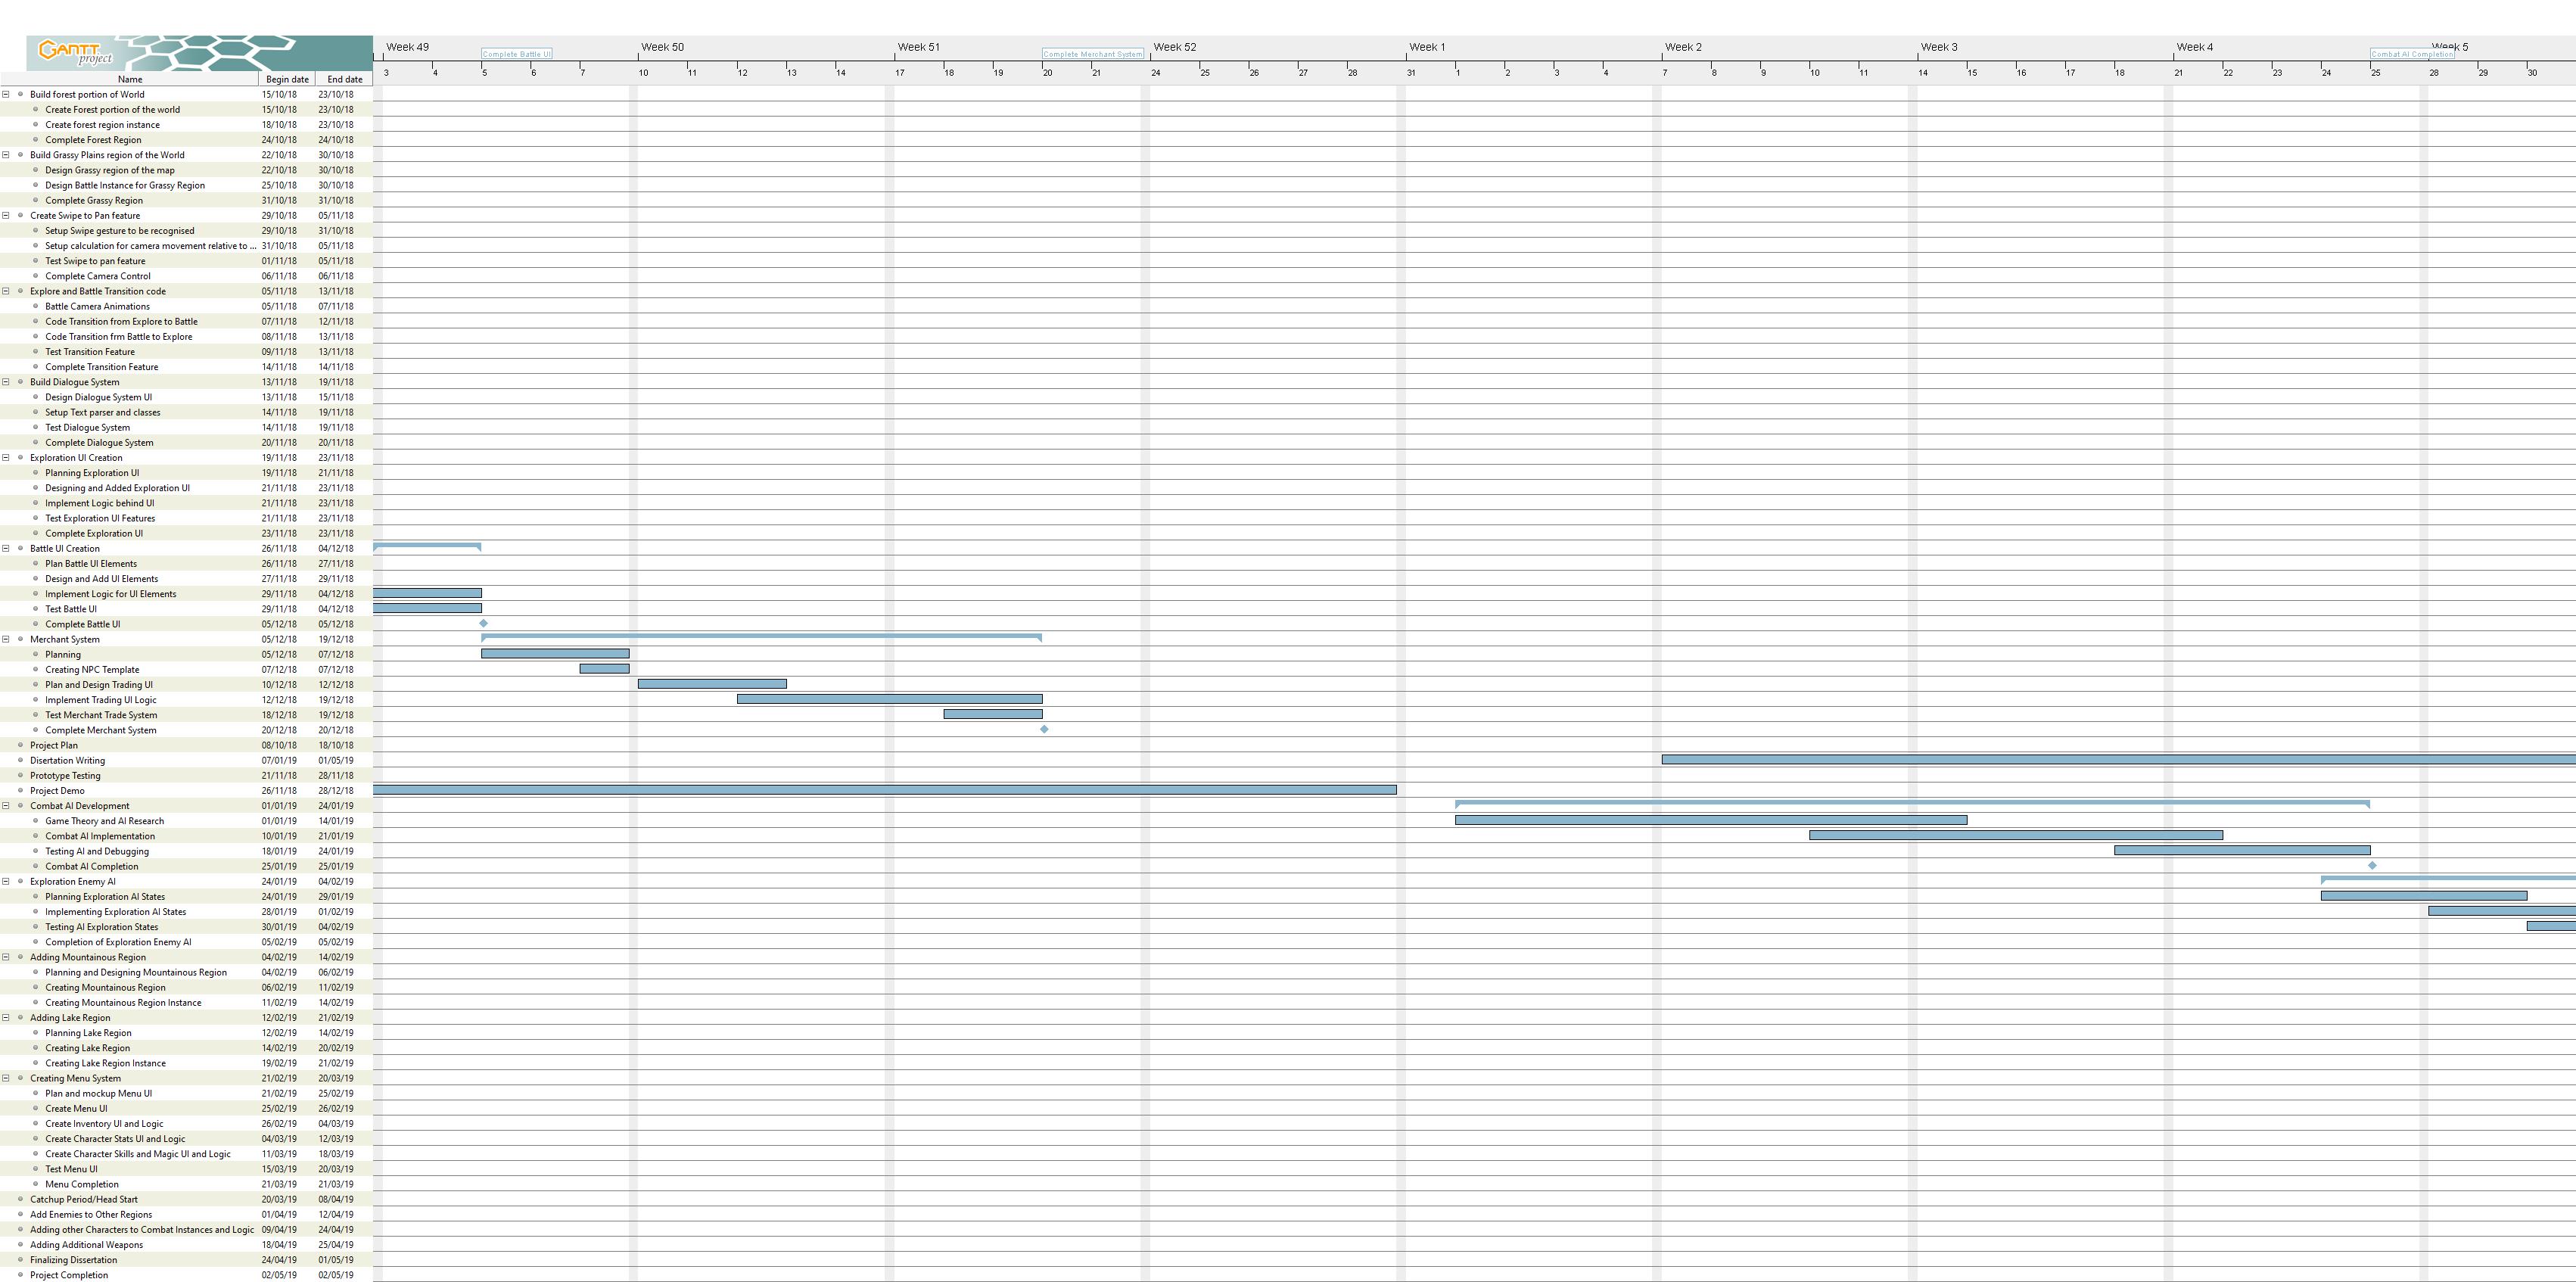 GANTT
project
Week 49 Week 50 Week 51 Week 52 Week 1 Week 2 Week 3 Week 4 Week 5
Complete Battle UI Complete Merchant System Combat AI Completion
3 4 5 6 7 10 11 12 13 14 17 18 19 20 21 24 25 26 27 28 31 1 2 3 4 7 8 9 10 11 14 15 16 17 18 21 22 23 24 25 28 29 30
Name Begin date End date
Build forest portion of World 15/10/18 23/10/18
Create Forest portion of the world 15/10/18 23/10/18
Create forest region instance 18/10/18 23/10/18
Complete Forest Region 24/10/18 24/10/18
Build Grassy Plains region of the World 22/10/18 30/10/18
Design Grassy region of the map 22/10/18 30/10/18
Design Battle Instance for Grassy Region 25/10/18 30/10/18
Complete Grassy Region 31/10/18 31/10/18
Create Swipe to Pan feature 29/10/18 05/11/18
Setup Swipe gesture to be recognised 29/10/18 31/10/18
Setup calculation for camera movement relative to ... 31/10/18 05/11/18
Test Swipe to pan feature 01/11/18 05/11/18
Complete Camera Control 06/11/18 06/11/18
Explore and Battle Transition code 05/11/18 13/11/18
Battle Camera Animations 05/11/18 07/11/18
Code Transition from Explore to Battle 07/11/18 12/11/18
Code Transition frm Battle to Explore 08/11/18 13/11/18
Test Transition Feature 09/11/18 13/11/18
Complete Transition Feature 14/11/18 14/11/18
Build Dialogue System 13/11/18 19/11/18
Design Dialogue System UI 13/11/18 15/11/18
Setup Text parser and classes 14/11/18 19/11/18
Test Dialogue System 14/11/18 19/11/18
Complete Dialogue System 20/11/18 20/11/18
Exploration UI Creation 19/11/18 23/11/18
Planning Exploration UI 19/11/18 21/11/18
Designing and Added Exploration UI 21/11/18 23/11/18
Implement Logic behind UI 21/11/18 23/11/18
Test Exploration UI Features 21/11/18 23/11/18
Complete Exploration UI 23/11/18 23/11/18
Battle UI Creation 26/11/18 04/12/18
Plan Battle UI Elements 26/11/18 27/11/18
Design and Add UI Elements 27/11/18 29/11/18
Implement Logic for UI Elements 29/11/18 04/12/18
Test Battle UI 29/11/18 04/12/18
Complete Battle UI 05/12/18 05/12/18
Merchant System 05/12/18 19/12/18
Planning 05/12/18 07/12/18
Creating NPC Template 07/12/18 07/12/18
Plan and Design Trading UI 10/12/18 12/12/18
Implement Trading UI Logic 12/12/18 19/12/18
Test Merchant Trade System 18/12/18 19/12/18
Complete Merchant System 20/12/18 20/12/18
Project Plan 08/10/18 18/10/18
Disertation Writing 07/01/19 01/05/19
Prototype Testing 21/11/18 28/11/18
Project Demo 26/11/18 28/12/18
Combat AI Development 01/01/19 24/01/19
Game Theory and AI Research 01/01/19 14/01/19
Combat AI Implementation 10/01/19 21/01/19
Testing AI and Debugging 18/01/19 24/01/19
Combat AI Completion 25/01/19 25/01/19
Exploration Enemy AI 24/01/19 04/02/19
Planning Exploration AI States 24/01/19 29/01/19
Implementing Exploration AI States 28/01/19 01/02/19
Testing AI Exploration States 30/01/19 04/02/19
Completion of Exploration Enemy AI 05/02/19 05/02/19
Adding Mountainous Region 04/02/19 14/02/19
Planning and Designing Mountainous Region 04/02/19 06/02/19
Creating Mountainous Region 06/02/19 11/02/19
Creating Mountainous Region Instance 11/02/19 14/02/19
Adding Lake Region 12/02/19 21/02/19
Planning Lake Region 12/02/19 14/02/19
Creating Lake Region 14/02/19 20/02/19
Creating Lake Region Instance 19/02/19 21/02/19
Creating Menu System 21/02/19 20/03/19
Plan and mockup Menu UI 21/02/19 25/02/19
Create Menu UI 25/02/19 26/02/19
Create Inventory UI and Logic 26/02/19 04/03/19
Create Character Stats UI and Logic 04/03/19 12/03/19
Create Character Skills and Magic UI and Logic 11/03/19 18/03/19
Test Menu UI 15/03/19 20/03/19
Menu Completion 21/03/19 21/03/19
Catchup Period/Head Start 20/03/19 08/04/19
Add Enemies to Other Regions 01/04/19 12/04/19
Adding other Characters to Combat Instances and Logic 09/04/19 24/04/19
Adding Additional Weapons 18/04/19 25/04/19
Finalizing Dissertation 24/04/19 01/05/19
Project Completion 02/05/19 02/05/19